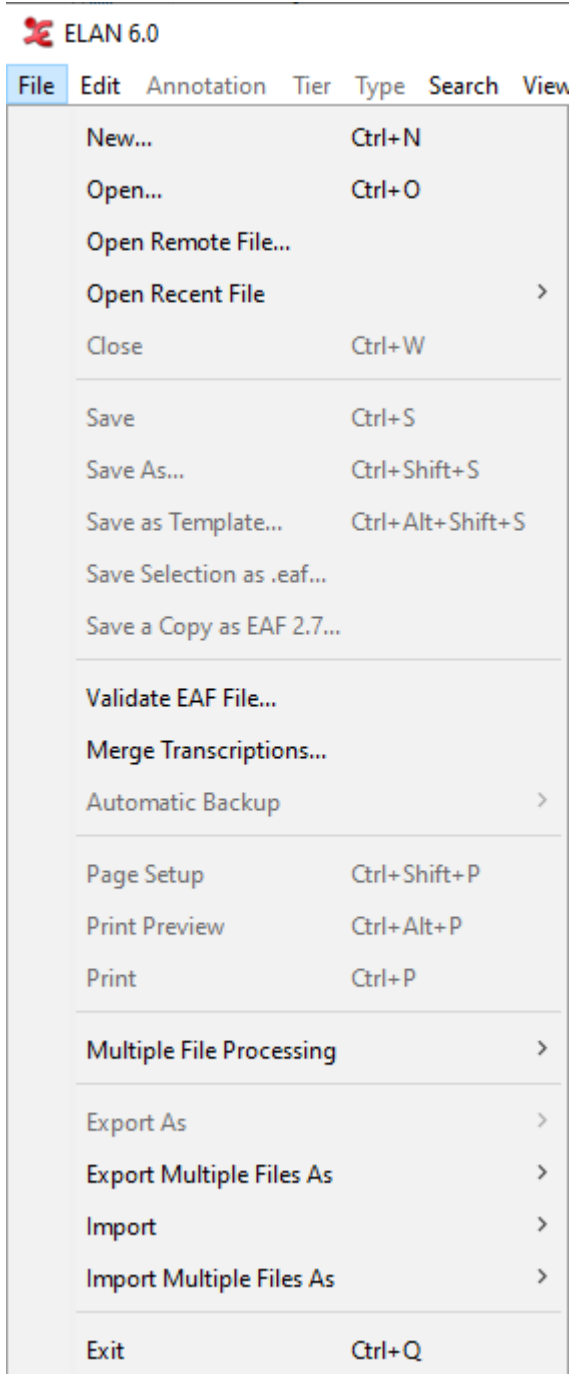 ELAN 6.0
File Edit Annotation Tier Type Search View
New... Ctrl+N
Open... Ctrl+O
Open Remote File...
Open Recent File
Close Ctrl+W
Save Ctrl+S
Save As... Ctrl+Shift+S
Save as Template... Ctrl+Alt+Shift+S
Save Selection as .eaf...
Save a Copy as EAF 2.7...
Validate EAF File...
Merge Transcriptions...
Automatic Backup
Page Setup Ctrl+Shift+P
Print Preview Ctrl+Alt+P
Print Ctrl+P
Multiple File Processing
Export As
Export Multiple Files As
Import
Import Multiple Files As
Exit Ctrl+Q